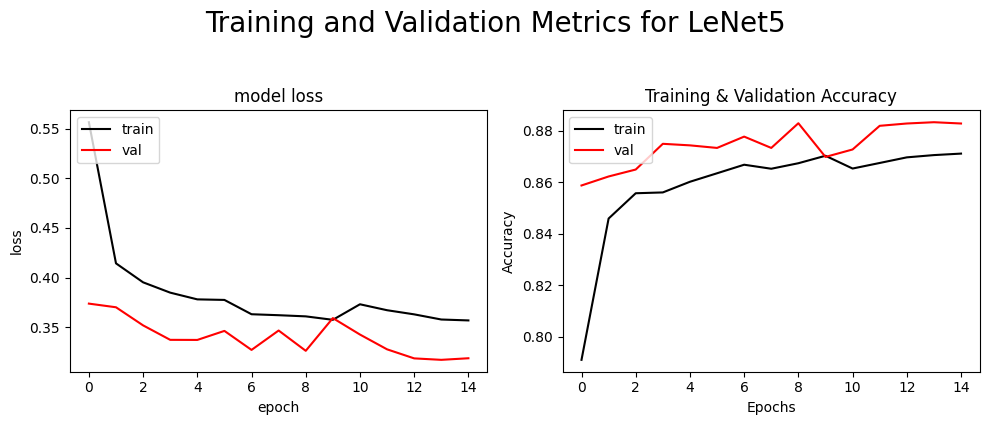 Training and Validation Metrics for LeNet5
model loss
train
val
0.55
0.50
0.45
0.40
0.35
loss
0 2 4 6 8 10 12 14
epoch
Training & Validation Accuracy
train
val
0.88
0.86
0.84
0.82
0.80
Accuracy
0 2 4 6 8 10 12 14
Epochs